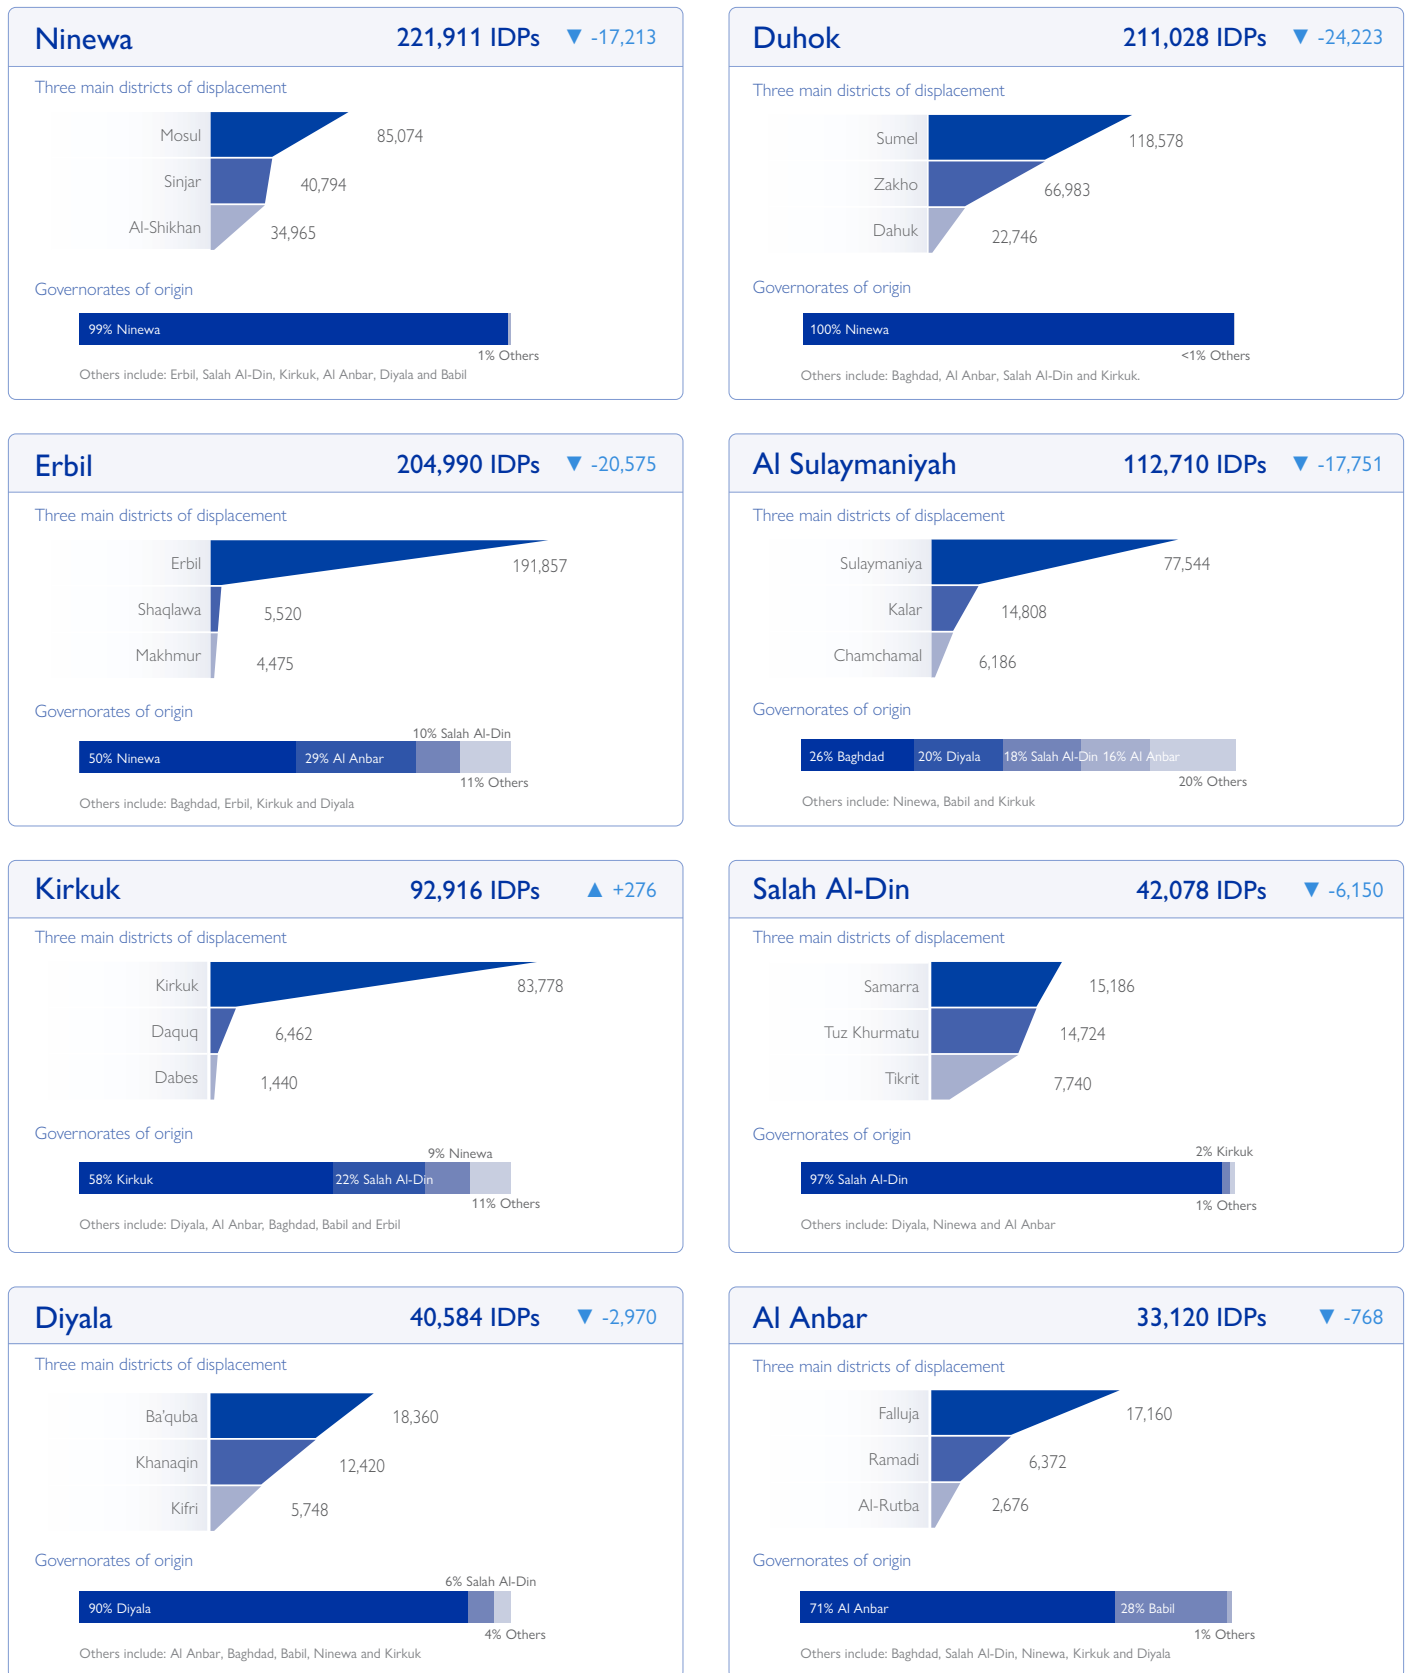 Ninewa 221,911 IDPs ▼ -17,213
Three main districts of displacement
Mosul 85,074
Sinjar 40,794
Al-Shikhan 34,965
Governorates of origin
99% Ninewa
1% Others
Others include: Erbil, Salah Al-Din, Kirkuk, Al Anbar, Diyala and Babil
Duhok 211,028 IDPs ▼ -24,223
Three main districts of displacement
Sumel 118,578
Zakho 66,983
Dahuk 22,746
Governorates of origin
100% Ninewa
<1% Others
Others include: Baghdad, Al Anbar, Salah Al-Din and Kirkuk.
Erbil 204,990 IDPs ▼ -20,575
Three main districts of displacement
Erbil 191,857
Shaqlawa 5,520
Makhmur 4,475
Governorates of origin
10% Salah Al-Din
50% Ninewa 29% Al Anbar
11% Others
Others include: Baghdad, Erbil, Kirkuk and Diyala
Al Sulaymaniyah 112,710 IDPs ▼ -17,751
Three main districts of displacement
Sulaymaniya 77,544
Kalar 14,808
Chamchamal 6,186
Governorates of origin
26% Baghdad 20% Diyala 18% Salah Al-Din 16% Al Anbar
20% Others
Others include: Ninewa, Babil and Kirkuk
Kirkuk 92,916 IDPs ▲ +276
Three main districts of displacement
Kirkuk 83,778
Daquq 6,462
Dabes 1,440
Governorates of origin
9% Ninewa
58% Kirkuk 22% Salah Al-Din
11% Others
Others include: Diyala, Al Anbar, Baghdad, Babil and Erbil
Salah Al-Din 42,078 IDPs ▼ -6,150
Three main districts of displacement
Samarra 15,186
Tuz Khurmatu 14,724
Tikrit 7,740
Governorates of origin
2% Kirkuk
97% Salah Al-Din
1% Others
Others include: Diyala, Ninewa and Al Anbar
Diyala 40,584 IDPs ▼ -2,970
Three main districts of displacement
Ba’quba 18,360
Khanaqin 12,420
Kifri 5,748
Governorates of origin
6% Salah Al-Din
90% Diyala
4% Others
Others include: Al Anbar, Baghdad, Babil, Ninewa and Kirkuk
Al Anbar 33,120 IDPs ▼ -768
Three main districts of displacement
Falluja 17,160
Ramadi 6,372
Al-Rutba 2,676
Governorates of origin
71% Al Anbar 28% Babil
1% Others
Others include: Baghdad, Salah Al-Din, Ninewa, Kirkuk and Diyala